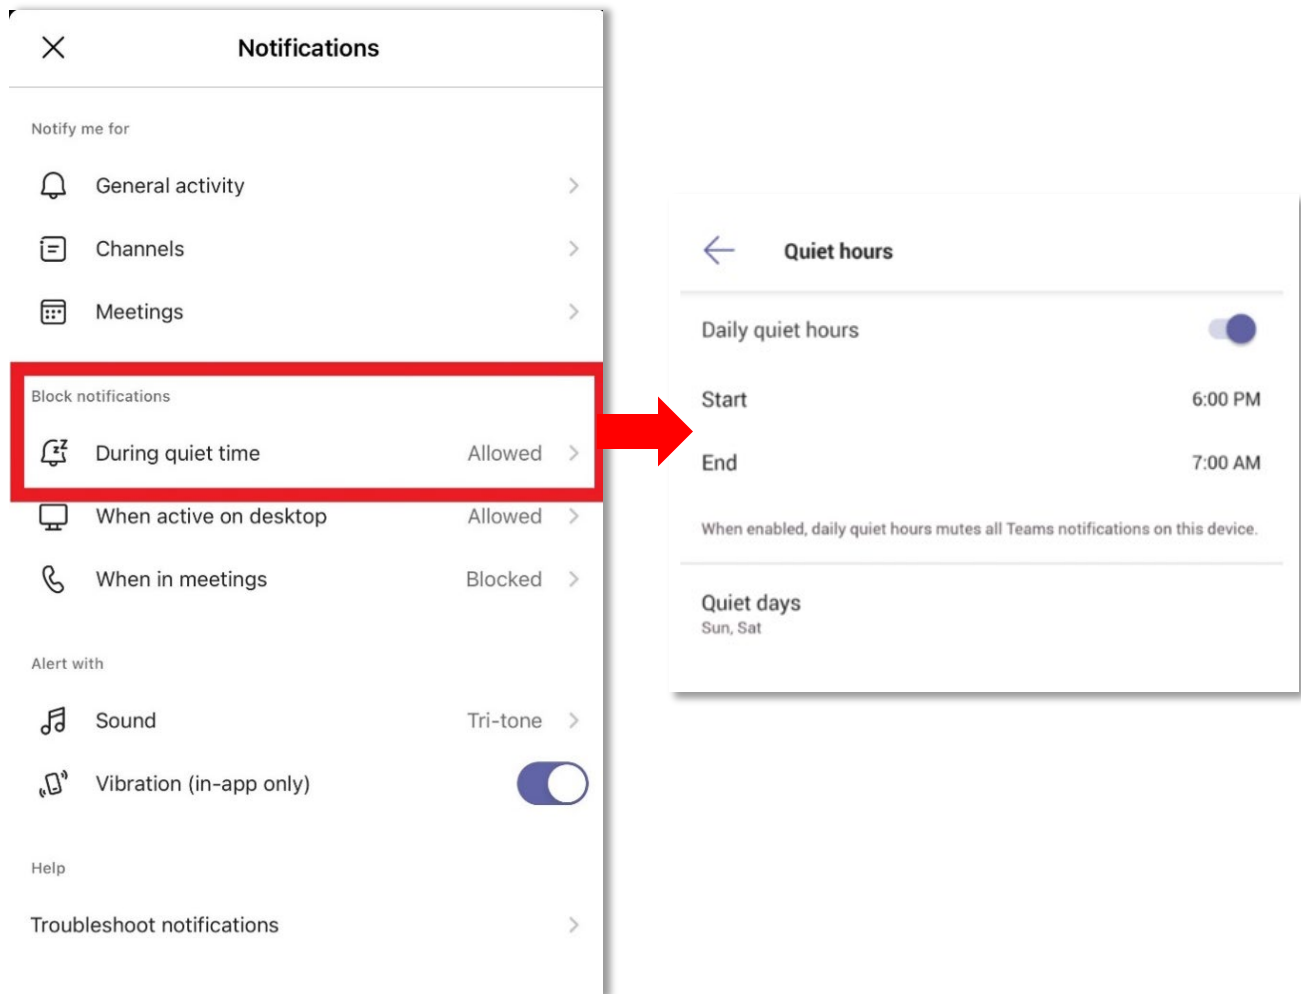 Notifications
Notify me for
General activity
Channels
Meetings
Block notifications
During quiet time Allowed
When active on desktop Allowed
When in meetings Blocked
Alert with
Sound Tri-tone
Vibration (in-app only)
Help
Troubleshoot notifications
Quiet hours
Daily quiet hours
Start 6:00 PM
End 7:00 AM
When enabled, daily quiet hours mutes all Teams notifications on this device.
Quiet days
Sun, Sat